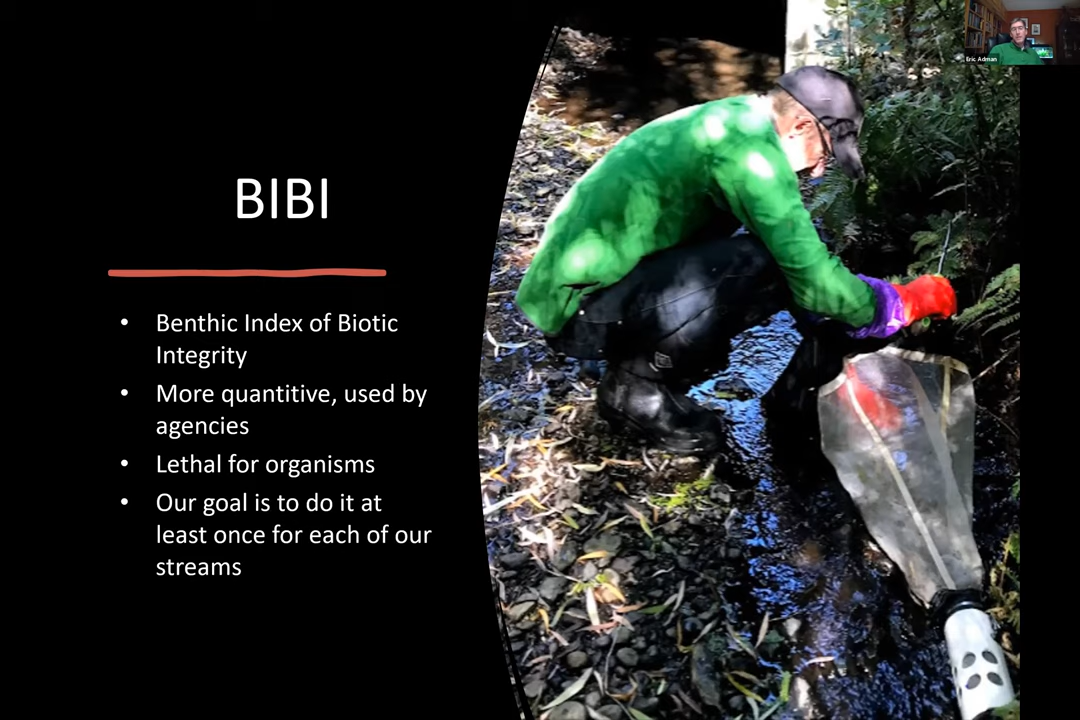 Eric Adman
BIBI
• Benthic Index of Biotic
Integrity
• More quantitive, used by
agencies
• Lethal for organisms
• Our goal is to do it at
least once for each of our
streams